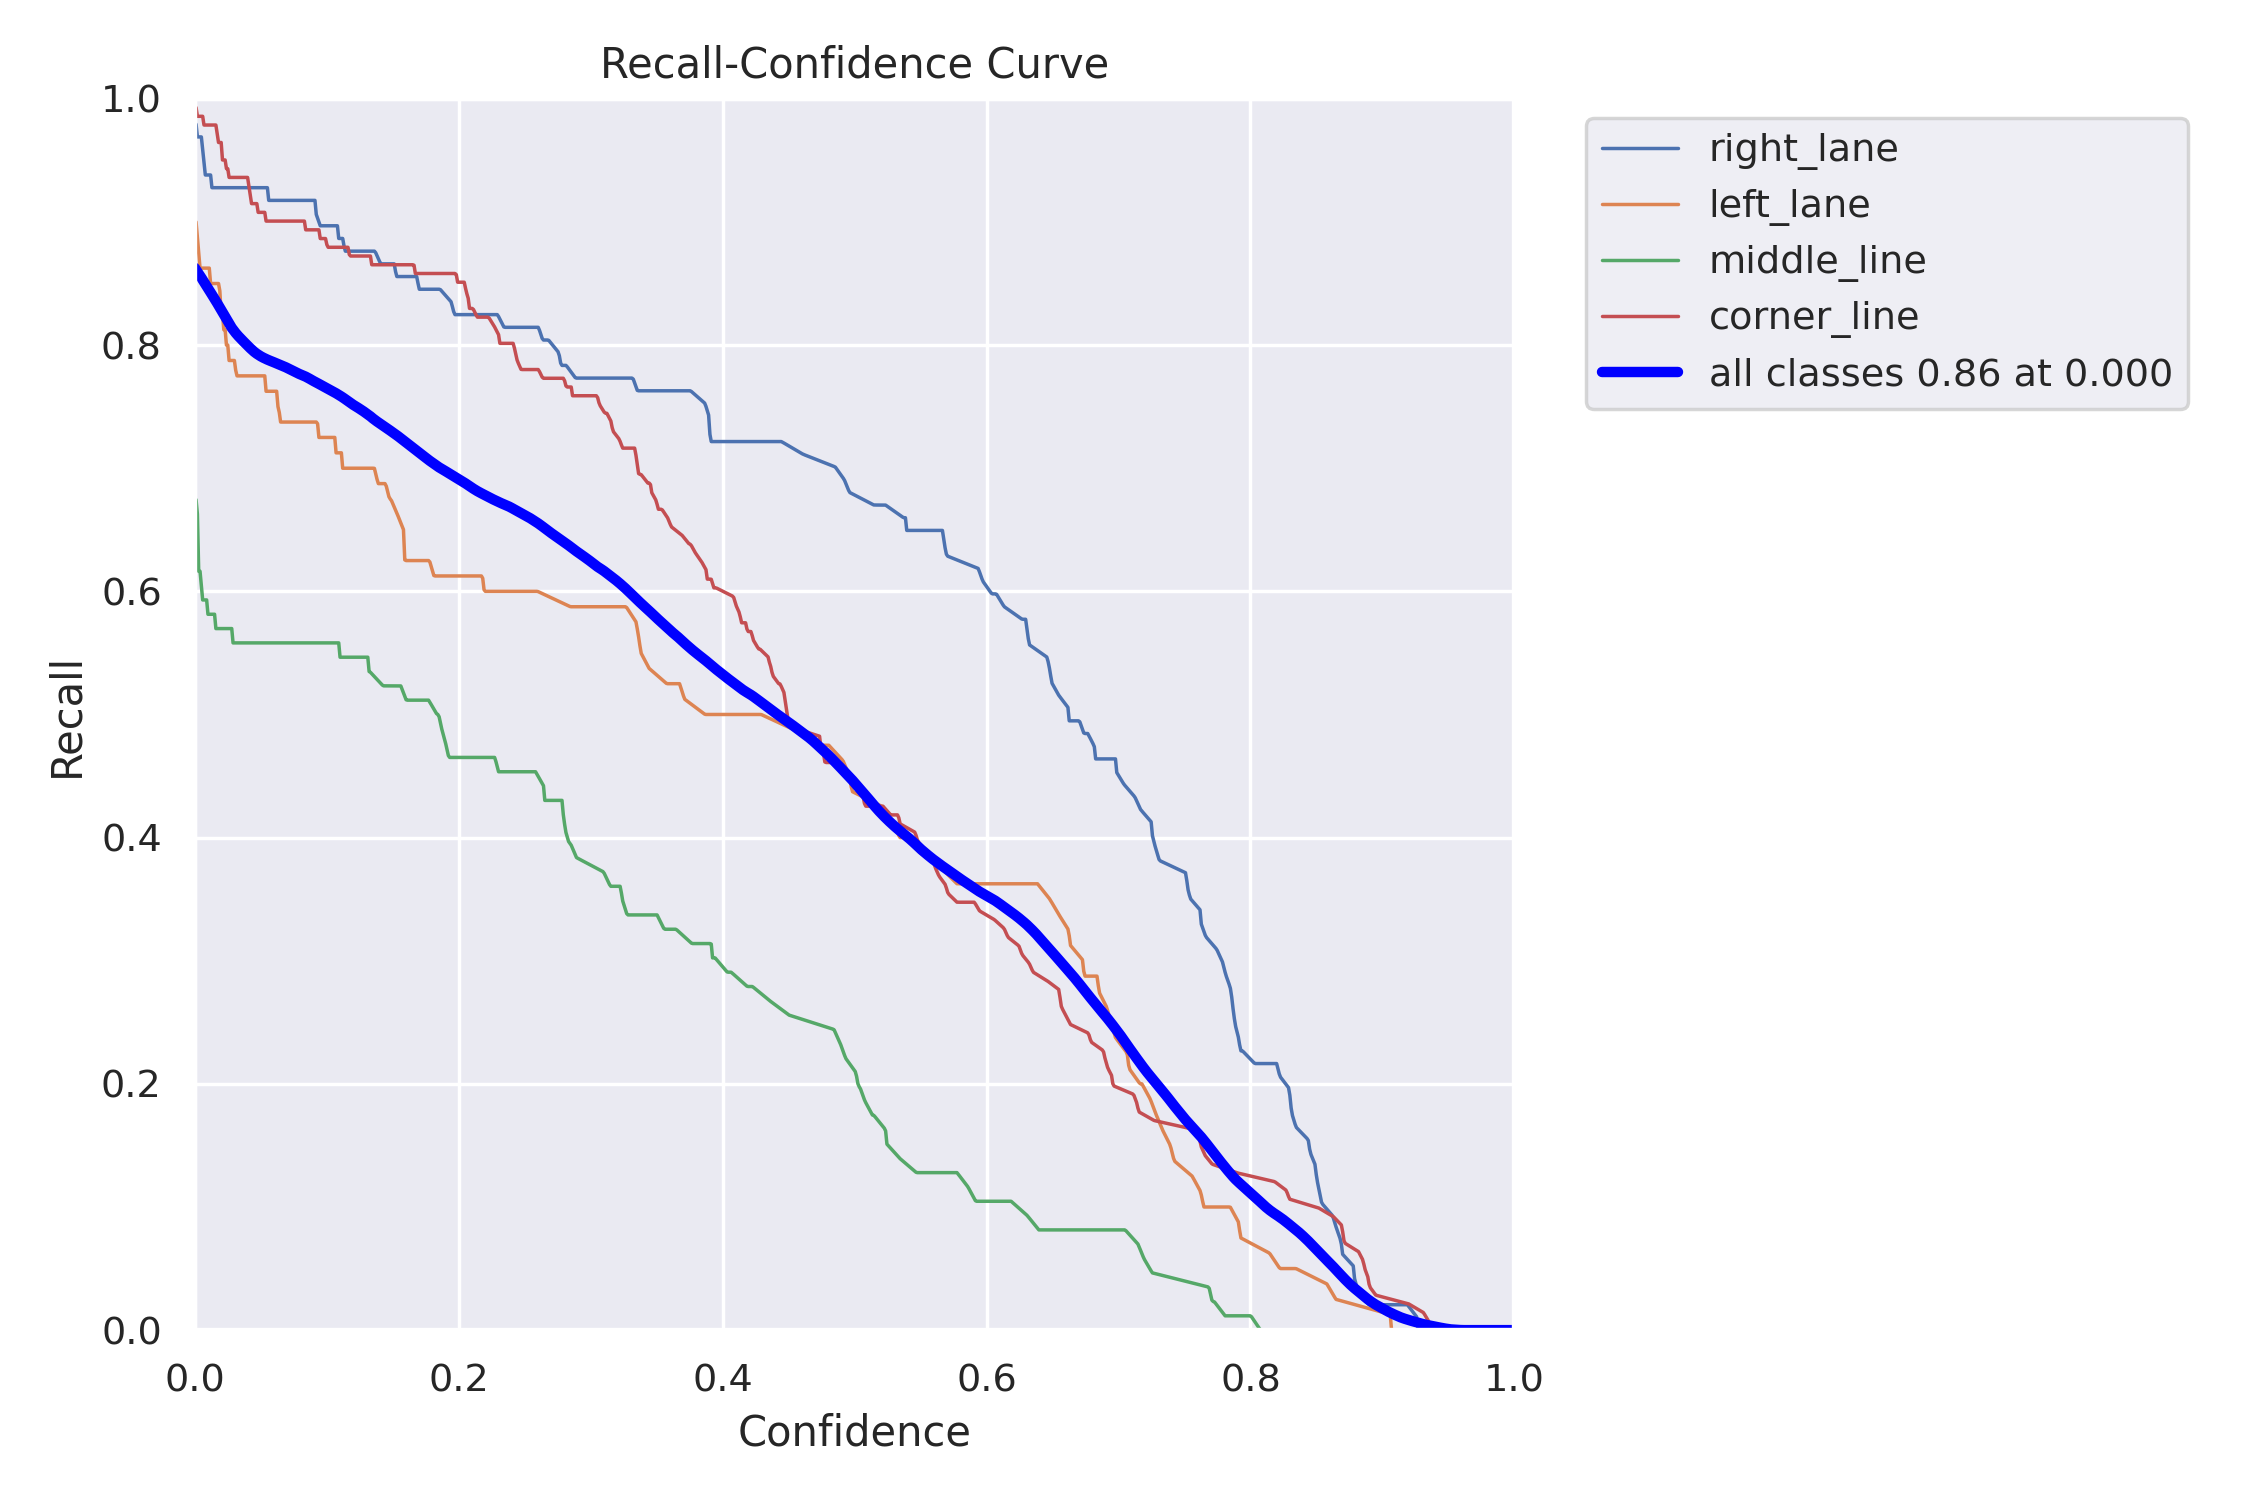 Recall-Confidence Curve
1.0
0.8
0.6
0.4
0.2
0.0
Recall
0.0 0.2 0.4 0.6 0.8 1.0
Confidence
right_lane
left_lane
middle_line
corner_line
all classes 0.86 at 0.000